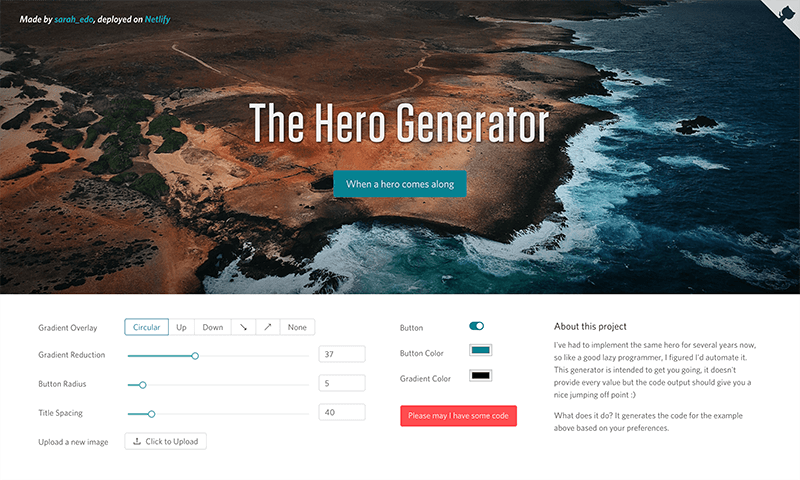 Made by sarah_edo, deployed on Netlify
The Hero Generator
When a hero comes along
Gradient Overlay
Circular Up Down ↘ ↗ None
Gradient Reduction
37
Button Radius
5
Title Spacing
40
Upload a new image
Click to Upload
Button
Button Color
Gradient Color
Please may I have some code
About this project
I've had to implement the same hero for several years now,
so like a good lazy programmer, I figured I'd automate it.
This generator is intended to get you going, it doesn't
provide every value but the code output should give you a
nice jumping off point :)
What does it do? It generates the code for the example
above based on your preferences.